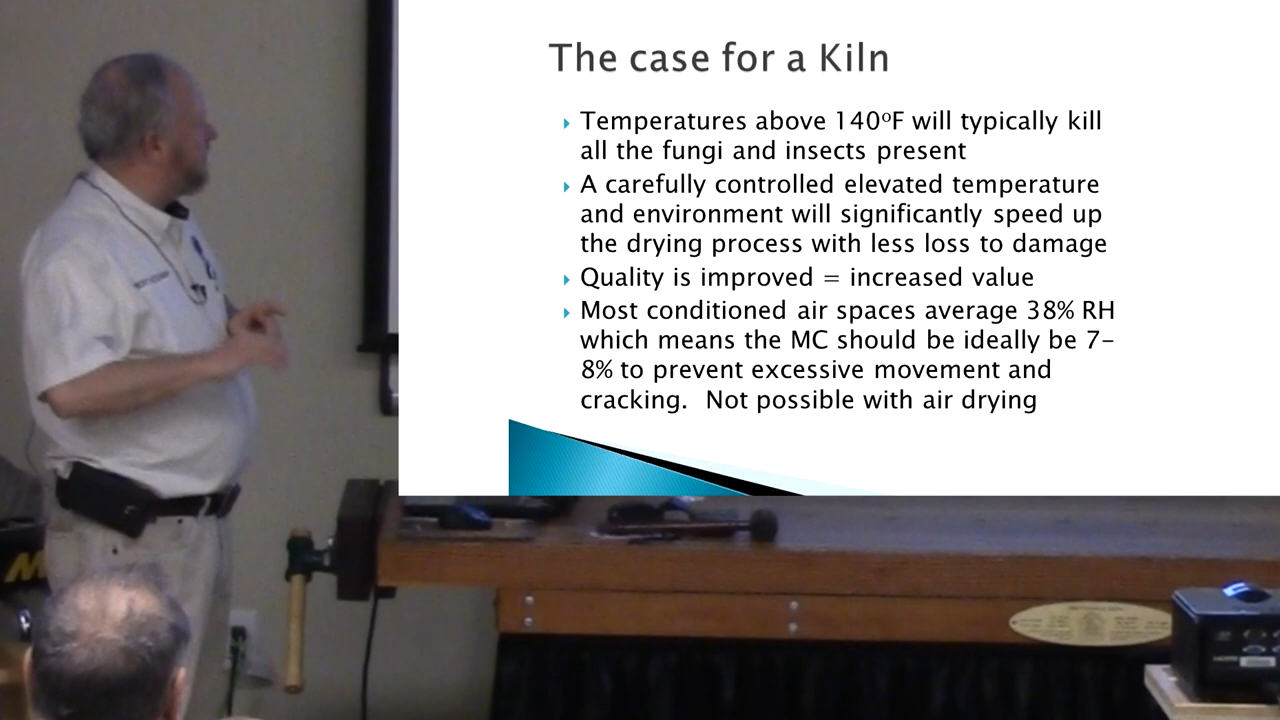 The case for a Kiln
Temperatures above 140ºF will typically kill
all the fungi and insects present
A carefully controlled elevated temperature
and environment will significantly speed up
the drying process with less loss to damage
Quality is improved = increased value
Most conditioned air spaces average 38% RH
which means the MC should be ideally be 7-
8% to prevent excessive movement and
cracking.  Not possible with air drying